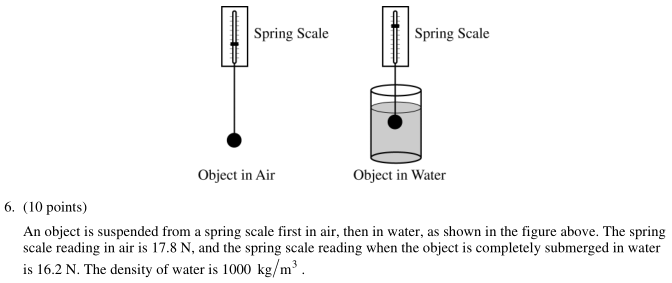 Spring Scale
Spring Scale
Object in Air
Object in Water
6. (10 points)
An object is suspended from a spring scale first in air, then in water, as shown in the figure above. The spring
scale reading in air is 17.8 N, and the spring scale reading when the object is completely submerged in water
is 16.2 N. The density of water is 1000 kg/m³ .